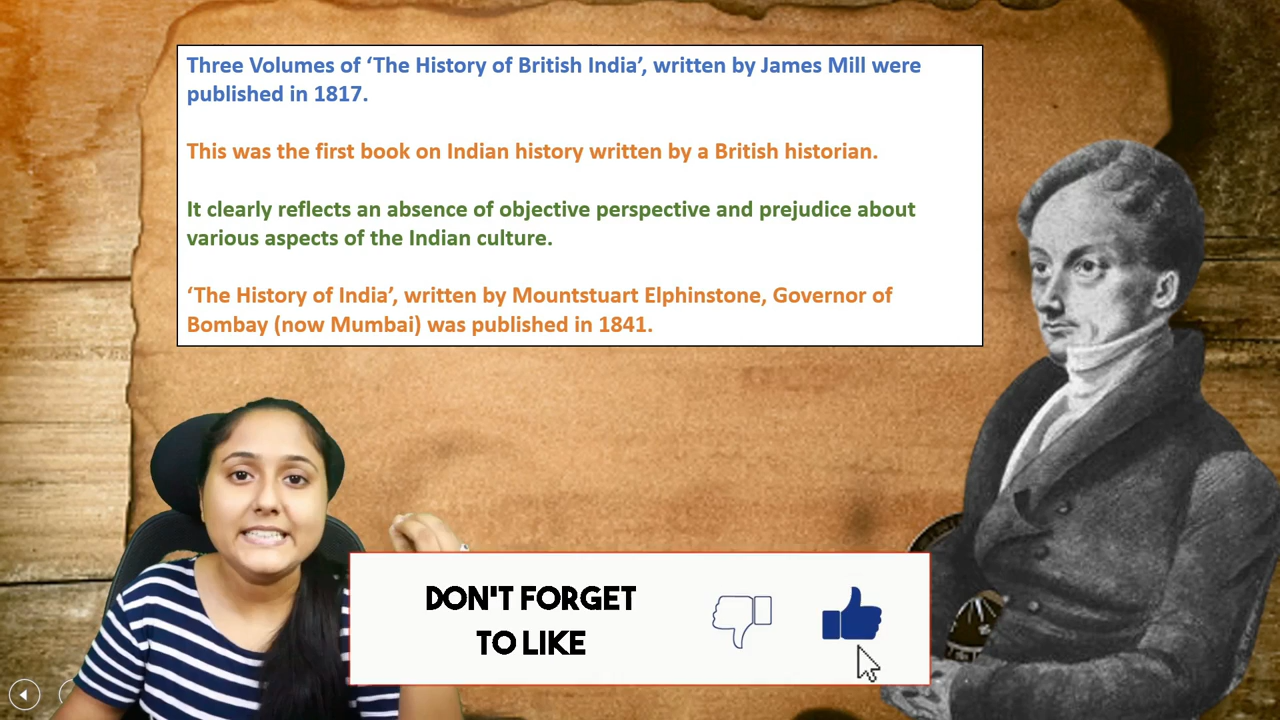 Three Volumes of ‘The History of British India’, written by James Mill were
published in 1817.
This was the first book on Indian history written by a British historian.
It clearly reflects an absence of objective perspective and prejudice about
various aspects of the Indian culture.
‘The History of India’, written by Mountstuart Elphinstone, Governor of
Bombay (now Mumbai) was published in 1841.
DON'T FORGET
TO LIKE